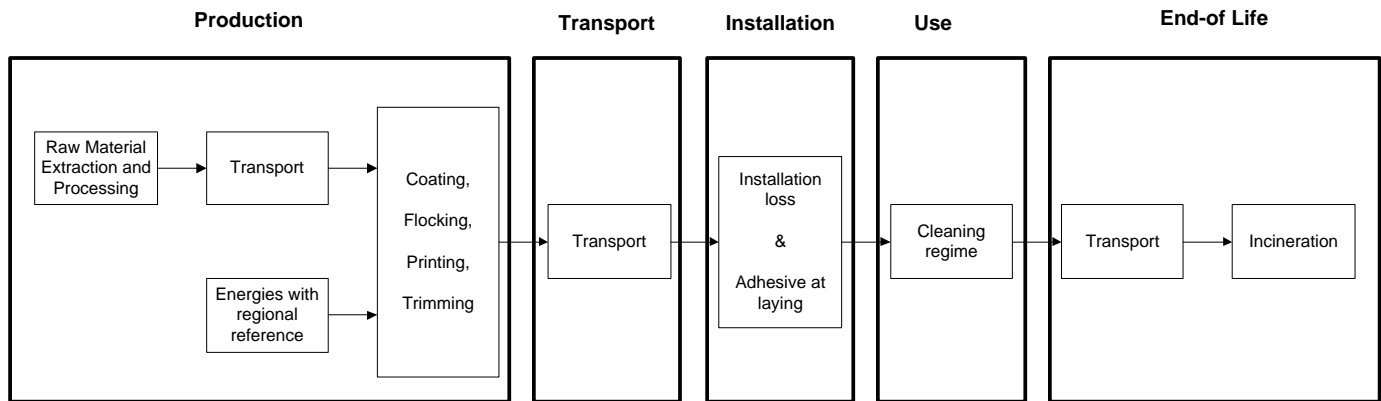 Production
Transport
Installation
Use
End-of Life
Raw Material
Extraction and
Processing
Transport
Energies with
regional
reference
Coating,
Flocking,
Printing,
Trimming
Transport
Installation
loss
&
Adhesive at
laying
Cleaning
regime
Transport
Incineration